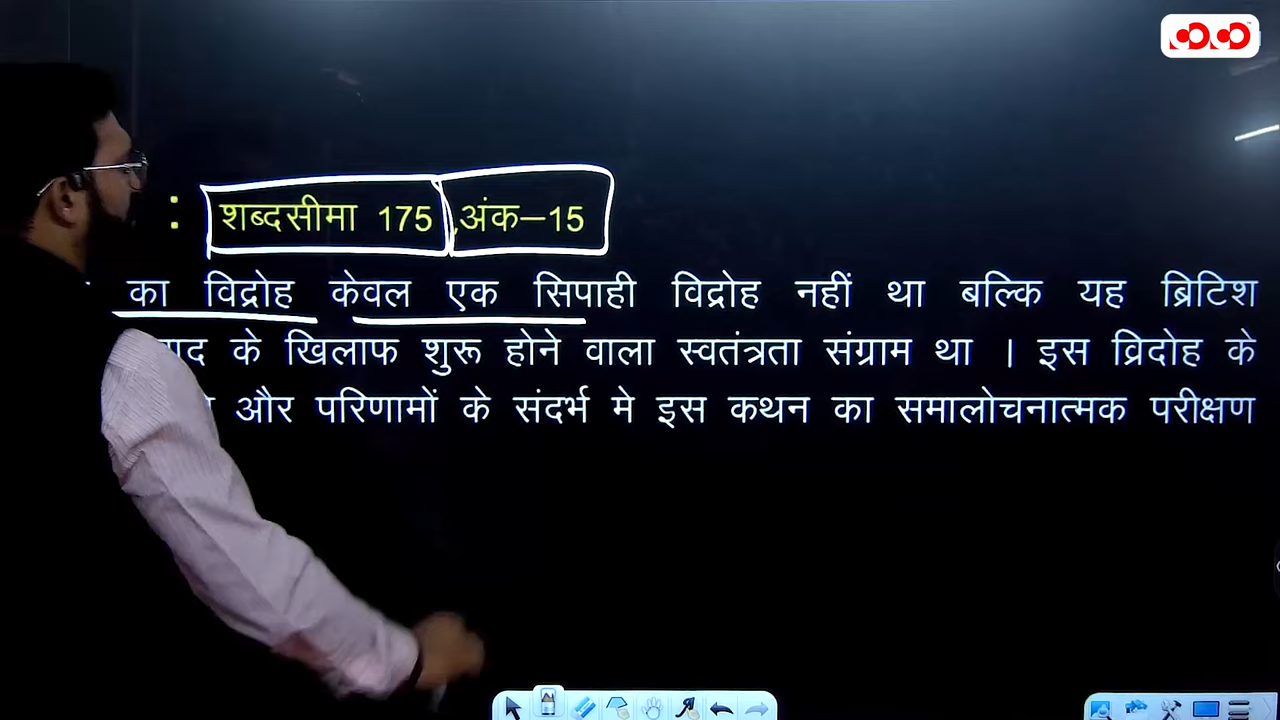 : शब्दसीमा 175 ,अंक–15
का विद्रोह केवल एक सिपाही विद्रोह नहीं था बल्कि यह ब्रिटिश
के खिलाफ शुरू होने वाला स्वतंत्रता संग्राम था । इस व्रिदोह के
और परिणामों के संदर्भ मे इस कथन का समालोचनात्मक परीक्षण